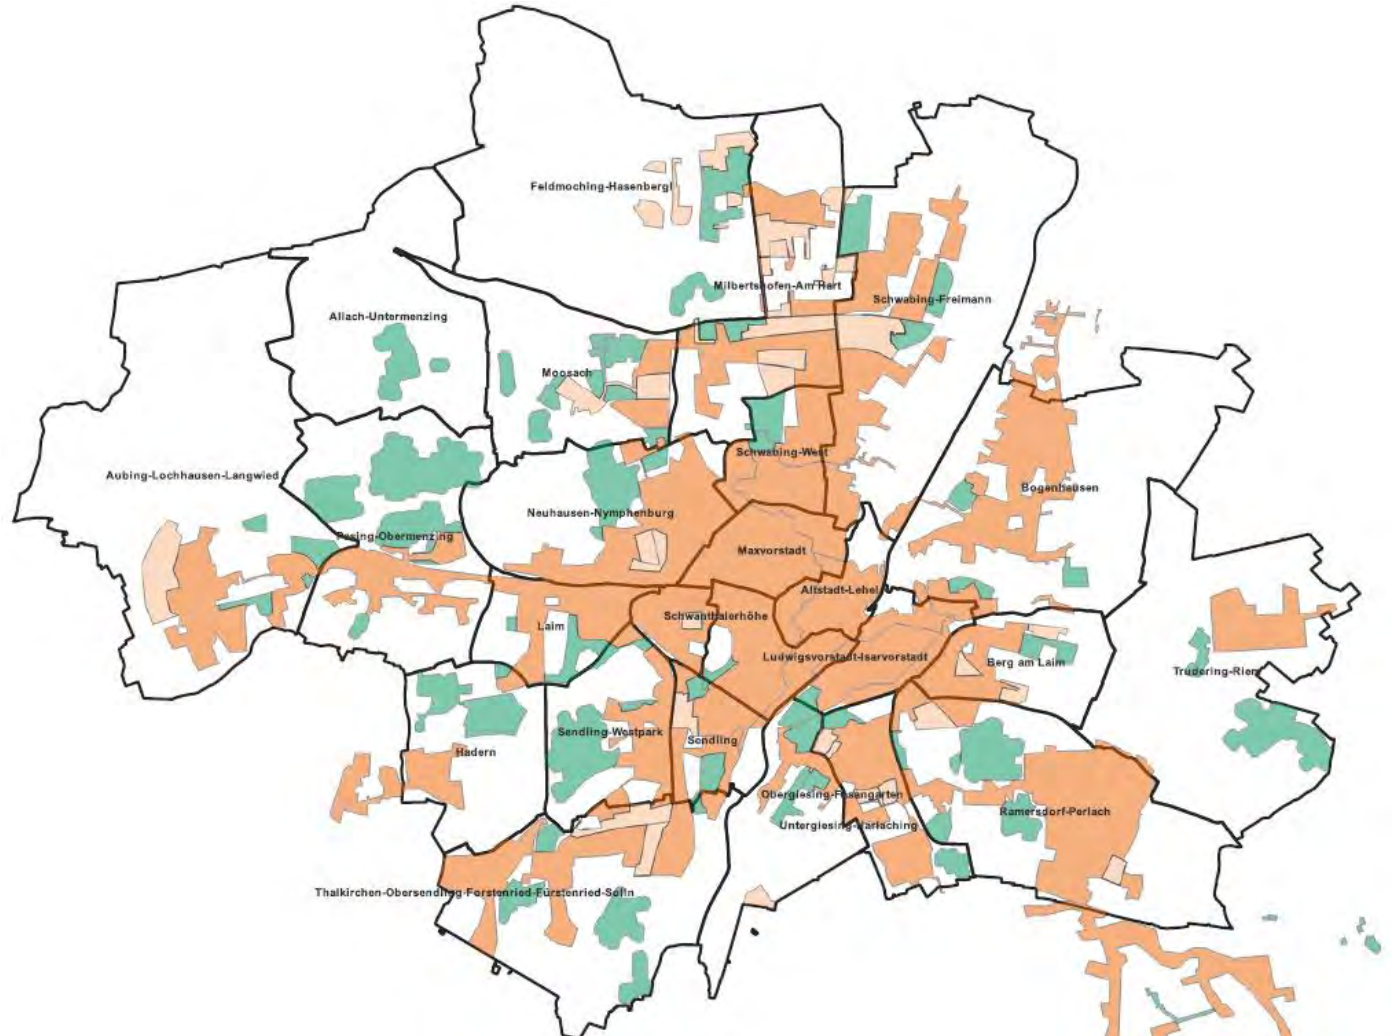 Feldmoching-Hasenbergl
Milbertshofen-Am Hart
Schwabing-Freimann
Allach-Untermenzing
Moosach
Schwabing-West
Aubing-Lochhausen-Langwied
Bogenhausen
Neuhausen-Nymphenburg
Pasing-Obermenzing
Maxvorstadt
Altstadt-Lehel
Schwanthalerhöhe
Laim
Ludwigsvorstadt-Isarvorstadt
Berg am Laim
Trudering-Riem
Sendling-Westpark
Sendling
Hadern
Obergiesing-Fasangarten
Ramersdorf-Perlach
Untergiesing-Harlaching
Thalkirchen-Obersendling-Forstenried-Fürstenried-Solln